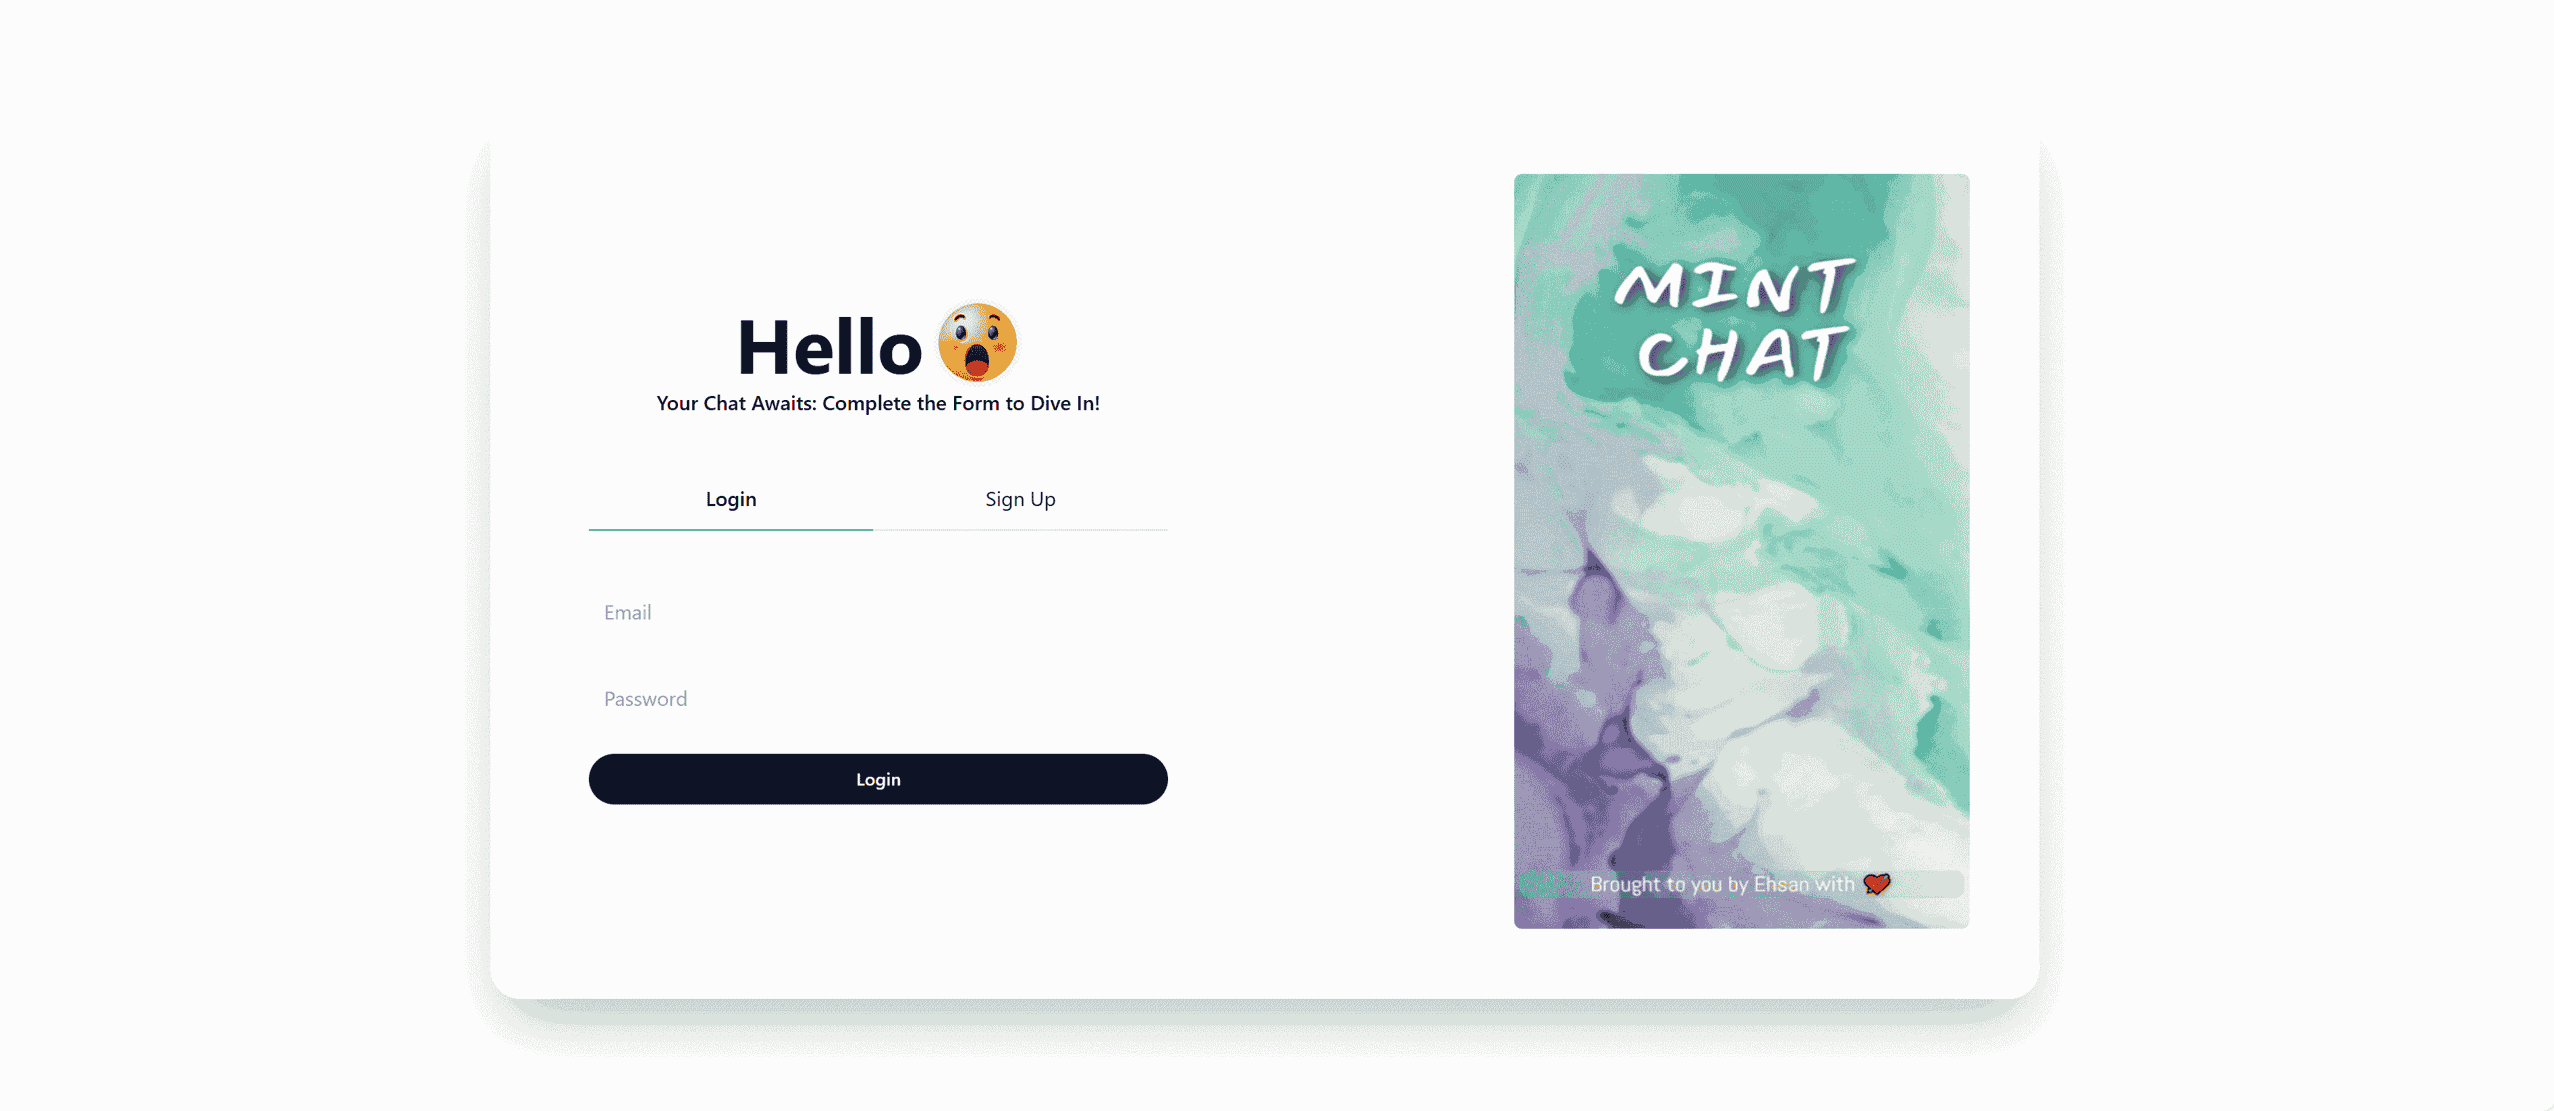 Hello
Your Chat Awaits: Complete the Form to Dive In!
Login
Sign Up
Email
Password
Login
MINT
CHAT
Brought to you by Ehsan with